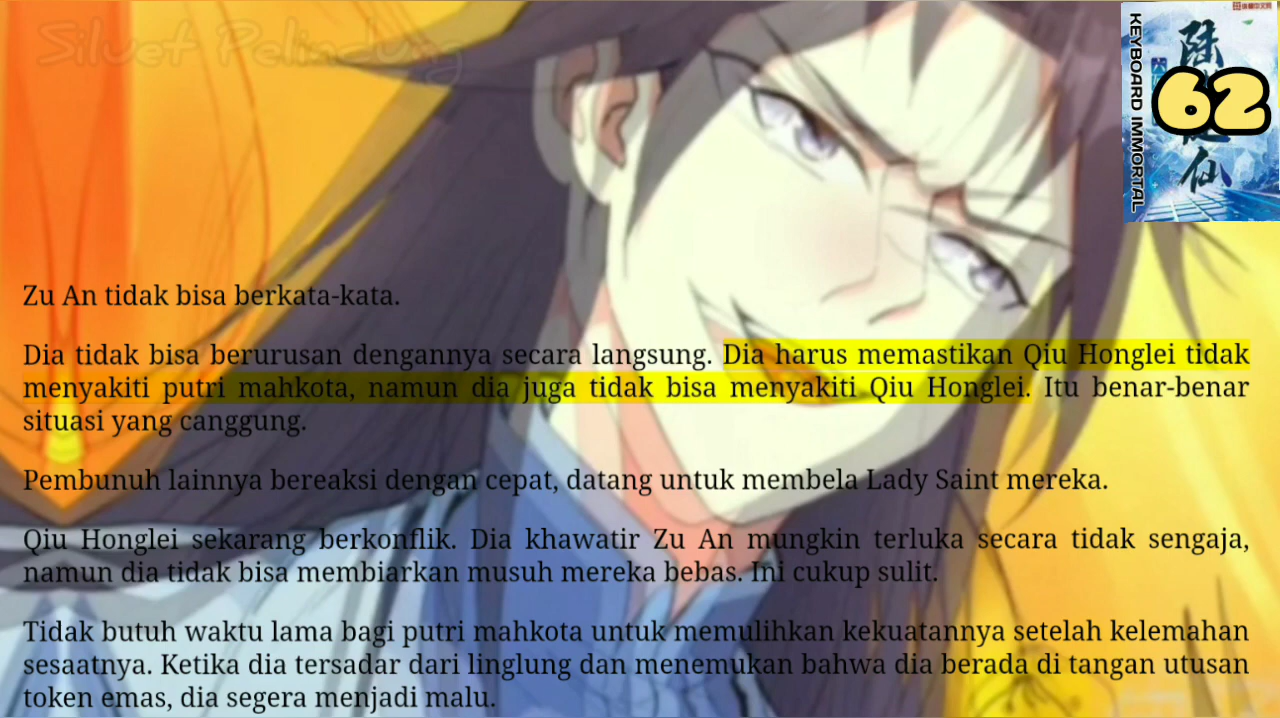 Siluet Pelindung
KEYBOARD IMMORTAL
62
仙
Zu An tidak bisa berkata-kata.
Dia tidak bisa berurusan dengannya secara langsung. Dia harus memastikan Qiu Honglei tidak
menyakiti putri mahkota, namun dia juga tidak bisa menyakiti Qiu Honglei. Itu benar-benar
situasi yang canggung.
Pembunuh lainnya bereaksi dengan cepat, datang untuk membela Lady Saint mereka.
Qiu Honglei sekarang berkonflik. Dia khawatir Zu An mungkin terluka secara tidak sengaja,
namun dia tidak bisa membiarkan musuh mereka bebas. Ini cukup sulit.
Tidak butuh waktu lama bagi putri mahkota untuk memulihkan kekuatannya setelah kelemahan
sesaatnya. Ketika dia tersadar dari linglung dan menemukan bahwa dia berada di tangan utusan
token emas, dia segera menjadi malu.